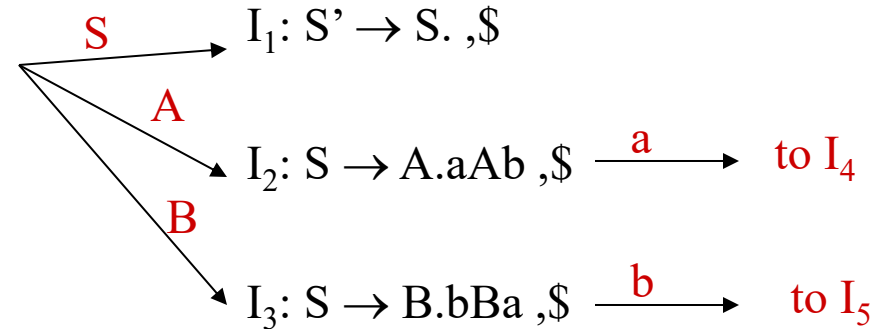 S
I₁: S’ → S. ,$
A
I₂: S → A.aAb ,$
a
to I₄
B
I₃: S → B.bBa ,$
b
to I₅